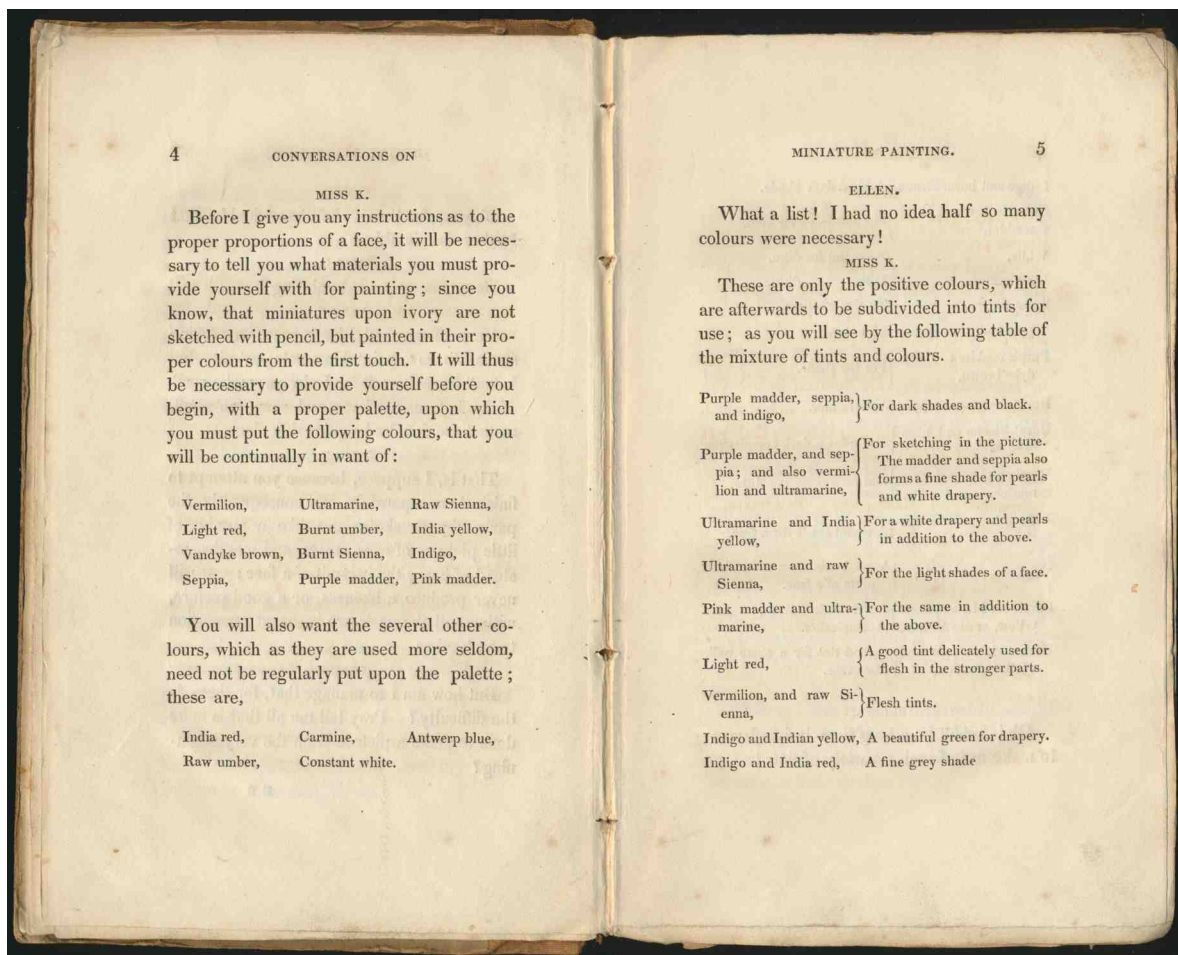 4 CONVERSATIONS ON
MISS K.
Before I give you any instructions as to the
proper proportions of a face, it will be neces-
sary to tell you what materials you must pro-
vide yourself with for painting; since you
know, that miniatures upon ivory are not
sketched with pencil, but painted in their pro-
per colours from the first touch. It will thus
be necessary to provide yourself before you
begin, with a proper palette, upon which
you must put the following colours, that you
will be continually in want of:
Vermilion, Ultramarine, Raw Sienna,
Light red, Burnt umber, India yellow,
Vandyke brown, Burnt Sienna, Indigo,
Seppia, Purple madder, Pink madder.
You will also want the several other co-
lours, which as they are used more seldom,
need not be regularly put upon the palette;
these are,
India red, Carmine, Antwerp blue,
Raw umber, Constant white.
MINIATURE PAINTING. 5
ELLEN.
What a list! I had no idea half so many
colours were necessary!
MISS K.
These are only the positive colours, which
are afterwards to be subdivided into tints for
use; as you will see by the following table of
the mixture of tints and colours.
Purple madder, seppia,
and indigo,
For dark shades and black.
Purple madder, and sep-
pia; and also vermi-
lion and ultramarine,
For sketching in the picture.
The madder and seppia also
forms a fine shade for pearls
and white drapery.
Ultramarine and India
yellow,
For a white drapery and pearls
in addition to the above.
Ultramarine and raw
Sienna,
For the light shades of a face.
Pink madder and ultra-
marine,
For the same in addition to
the above.
Light red,
A good tint delicately used for
flesh in the stronger parts.
Vermilion, and raw Si-
enna,
Flesh tints.
Indigo and Indian yellow, A beautiful green for drapery.
Indigo and India red, A fine grey shade